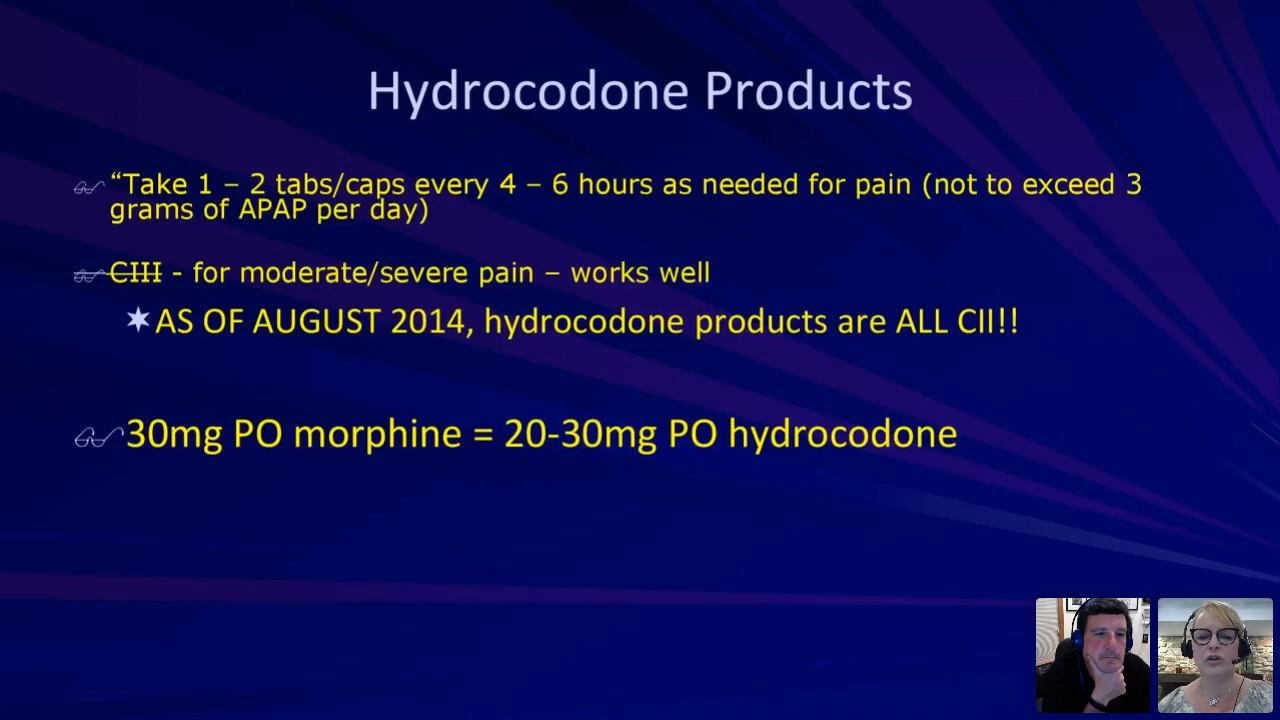 Hydrocodone Products
“Take 1 – 2 tabs/caps every 4 – 6 hours as needed for pain (not to exceed 3
grams of APAP per day)
CIII - for moderate/severe pain – works well
AS OF AUGUST 2014, hydrocodone products are ALL CII!!
30mg PO morphine = 20-30mg PO hydrocodone